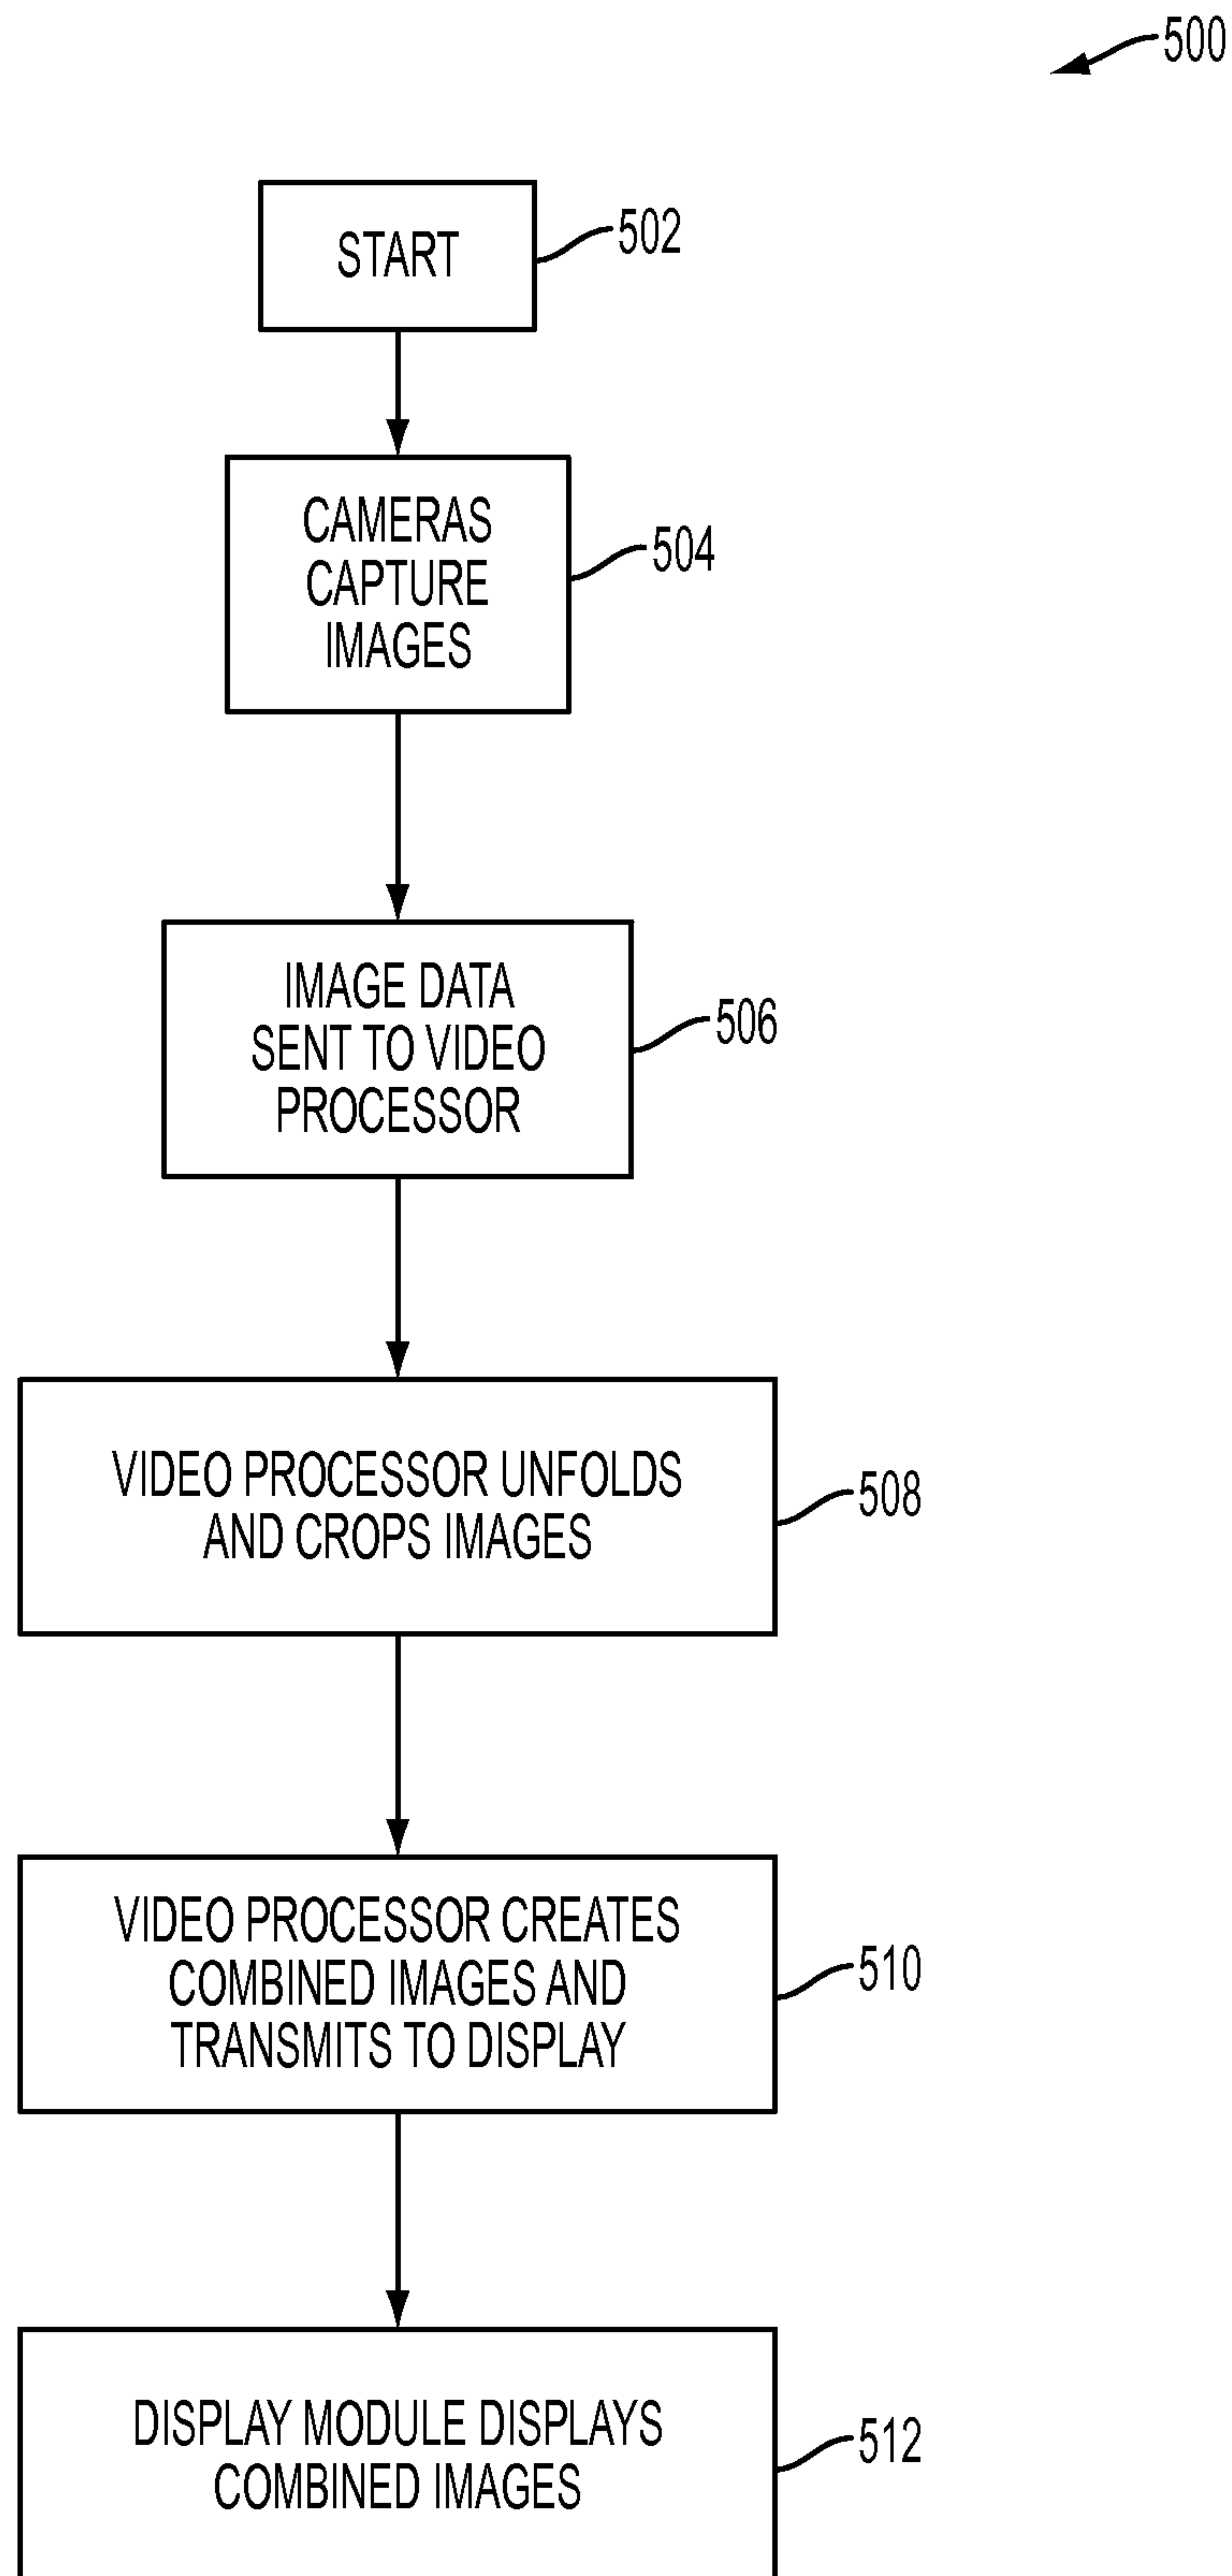 500
START
502
CAMERAS
CAPTURE
IMAGES
504
IMAGE DATA
SENT TO VIDEO
PROCESSOR
506
VIDEO PROCESSOR UNFOLDS
AND CROPS IMAGES
508
VIDEO PROCESSOR CREATES
COMBINED IMAGES AND
TRANSMITS TO DISPLAY
510
DISPLAY MODULE DISPLAYS
COMBINED IMAGES
512